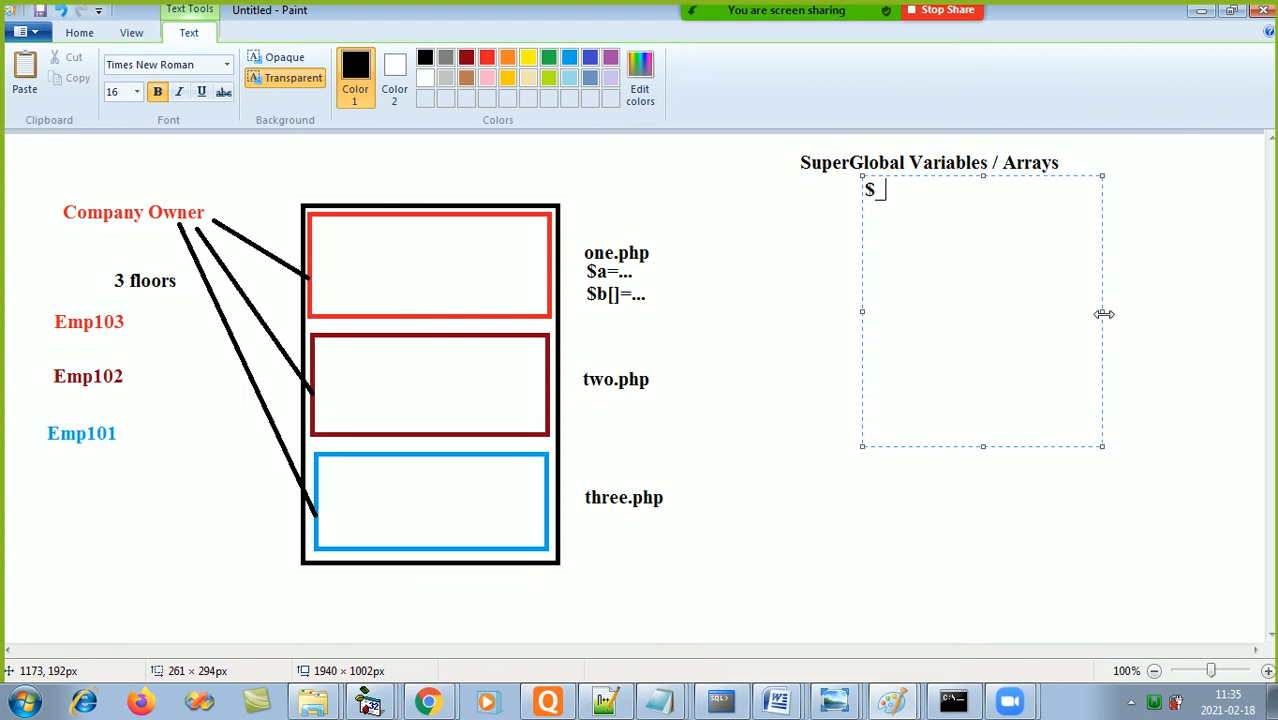 Text Tools
Untitled - Paint
You are screen sharing
Stop Share
Home
View
Text
Paste
Cut
Copy
Times New Roman
16
B
I
U
abc
Opaque
Transparent
Color 1
Color 2
Edit colors
Clipboard
Font
Background
Colors
SuperGlobal Variables / Arrays
$_
Company Owner
3 floors
Emp103
Emp102
Emp101
one.php
$a=...
$b[]=...
two.php
three.php
1173, 192px
261 × 294px
1940 × 1002px
100%
11:35
2021-02-18